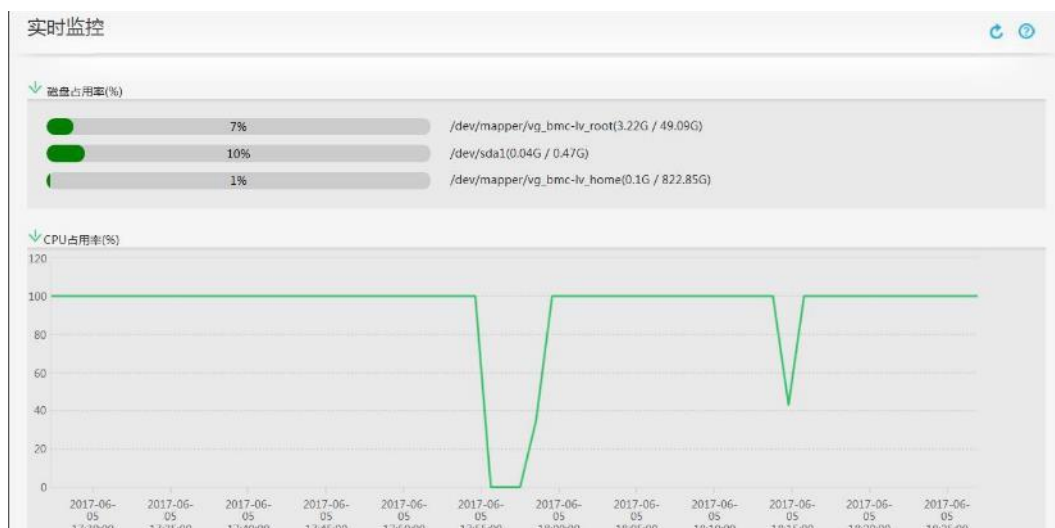 实时监控
磁盘占用率(%)
7% /dev/mapper/vg_bmc-lv_root(3.22G / 49.09G)
10% /dev/sda1(0.04G / 0.47G)
1% /dev/mapper/vg_bmc-lv_home(0.1G / 822.85G)
CPU占用率(%)
120
100
80
60
40
20
0
2017-06- 2017-06- 2017-06- 2017-06- 2017-06- 2017-06- 2017-06- 2017-06- 2017-06- 2017-06- 2017-06- 2017-06-
05 05 05 05 05 05 05 05 05 05 05 05